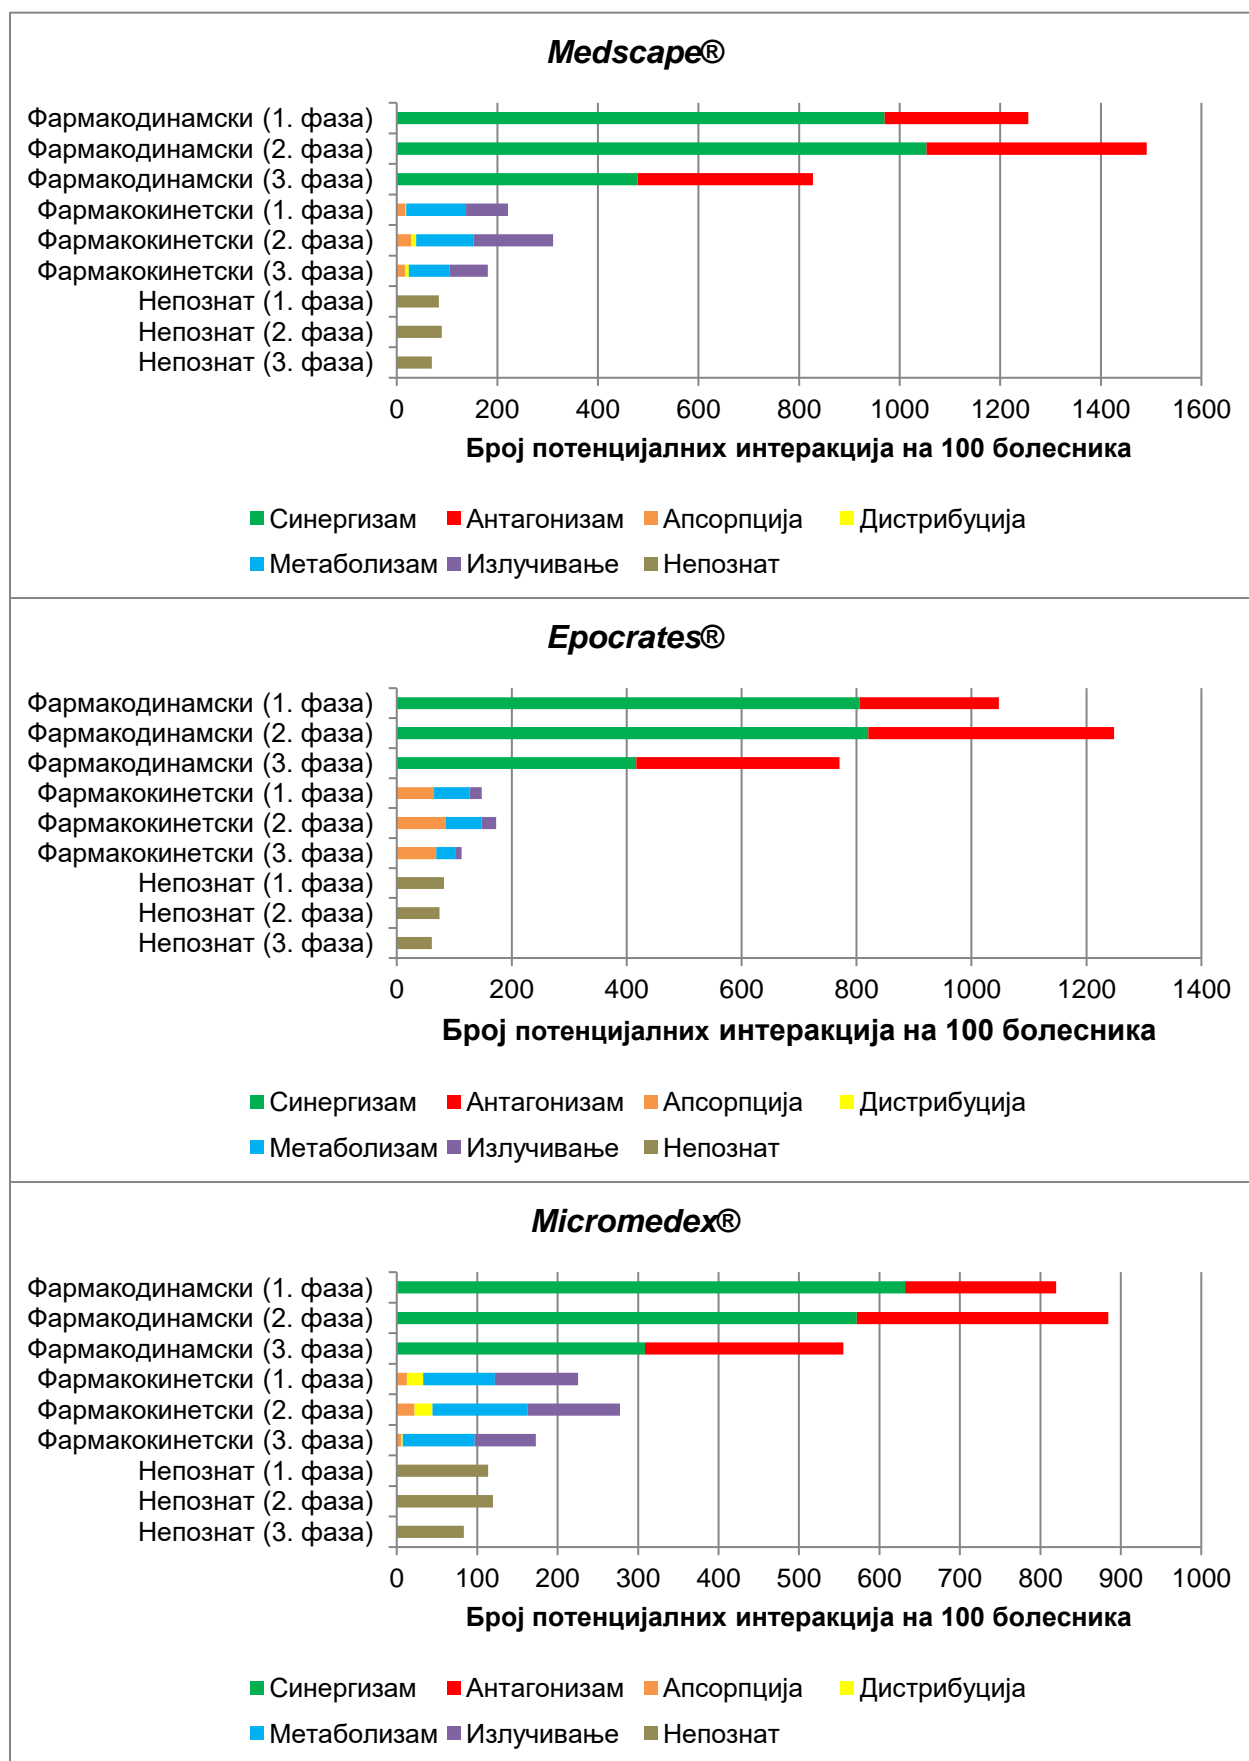 Medscape®
Фармакодинамски (1. фаза)
Фармакодинамски (2. фаза)
Фармакодинамски (3. фаза)
Фармакокинетски (1. фаза)
Фармакокинетски (2. фаза)
Фармакокинетски (3. фаза)
Непознат (1. фаза)
Непознат (2. фаза)
Непознат (3. фаза)
0 200 400 600 800 1000 1200 1400 1600
Број потенцијалних интеракција на 100 болесника
Синергизам Антагонизам Апсорпција Дистрибуција
Метаболизам Излучивање Непознат
Epocrates®
Фармакодинамски (1. фаза)
Фармакодинамски (2. фаза)
Фармакодинамски (3. фаза)
Фармакокинетски (1. фаза)
Фармакокинетски (2. фаза)
Фармакокинетски (3. фаза)
Непознат (1. фаза)
Непознат (2. фаза)
Непознат (3. фаза)
0 200 400 600 800 1000 1200 1400
Број потенцијалних интеракција на 100 болесника
Синергизам Антагонизам Апсорпција Дистрибуција
Метаболизам Излучивање Непознат
Micromedex®
Фармакодинамски (1. фаза)
Фармакодинамски (2. фаза)
Фармакодинамски (3. фаза)
Фармакокинетски (1. фаза)
Фармакокинетски (2. фаза)
Фармакокинетски (3. фаза)
Непознат (1. фаза)
Непознат (2. фаза)
Непознат (3. фаза)
0 100 200 300 400 500 600 700 800 900 1000
Број потенцијалних интеракција на 100 болесника
Синергизам Антагонизам Апсорпција Дистрибуција
Метаболизам Излучивање Непознат